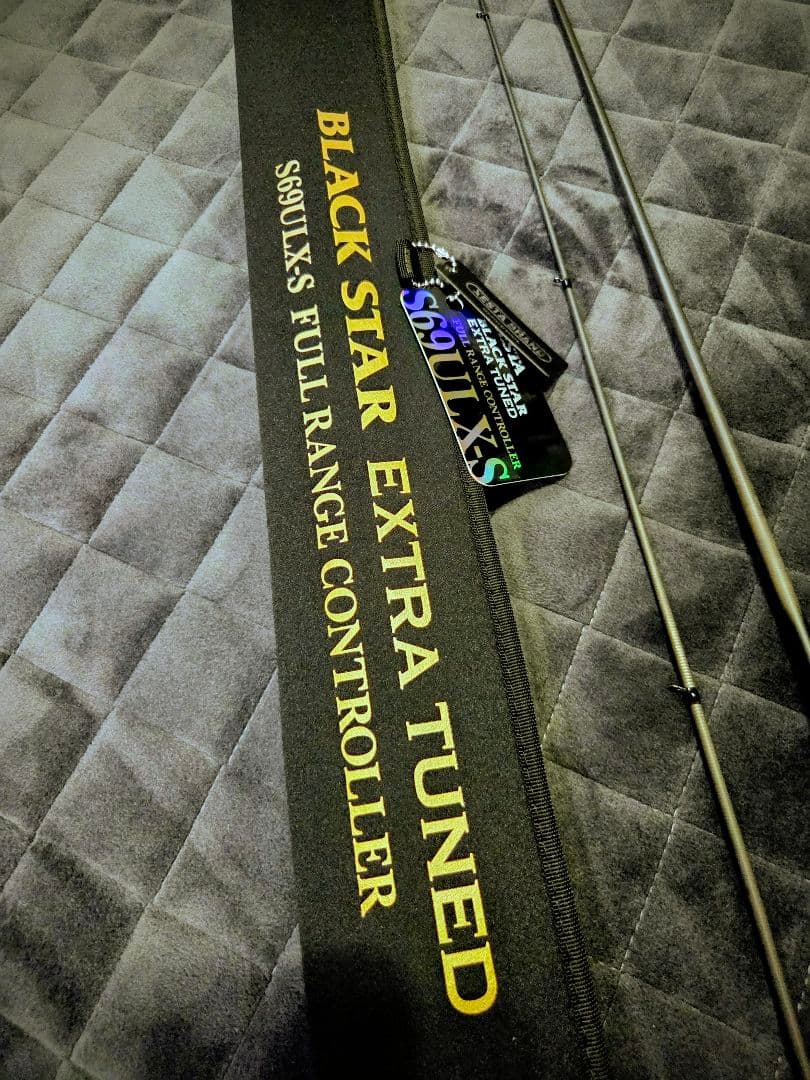 BLACK STAR EXTRA TUNED
S69ULX-S FULL RANGE CONTROLLER
BLACK STAR
EXTRA TUNED
FULL RANGE CONTROLLER
S69ULX-S